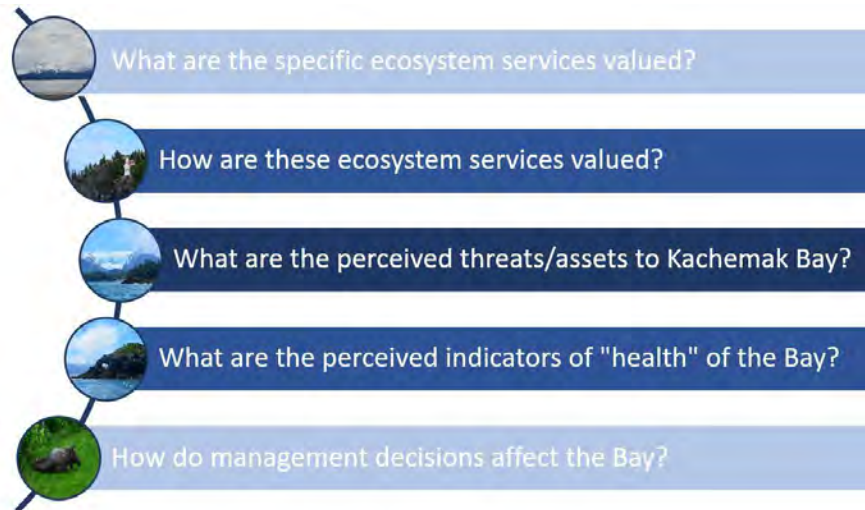 What are the specific ecosystem services valued?
How are these ecosystem services valued?
What are the perceived threats/assets to Kachemak Bay?
What are the perceived indicators of "health" of the Bay?
How do management decisions affect the Bay?